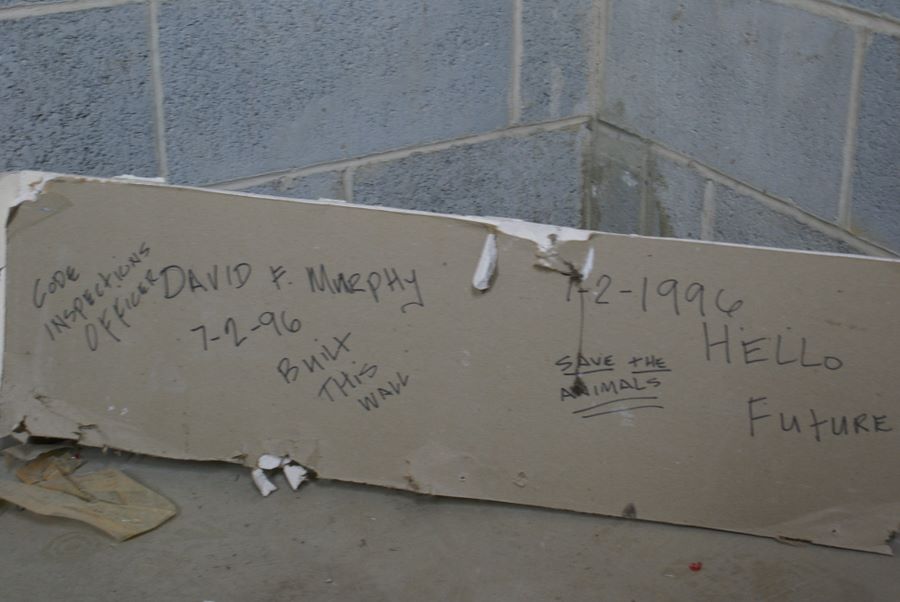 CODE
INSPECTIONS
OFFICER
DAVID F. MURPHY
7-2-96
BUILT
THIS
WALL
7-2-1996
HELLO
FUTURE
SAVE THE
ANIMALS